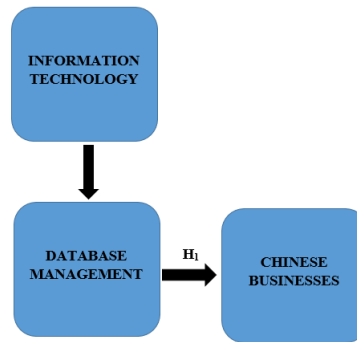 INFORMATION
TECHNOLOGY
DATABASE
MANAGEMENT
H₁
CHINESE
BUSINESSES